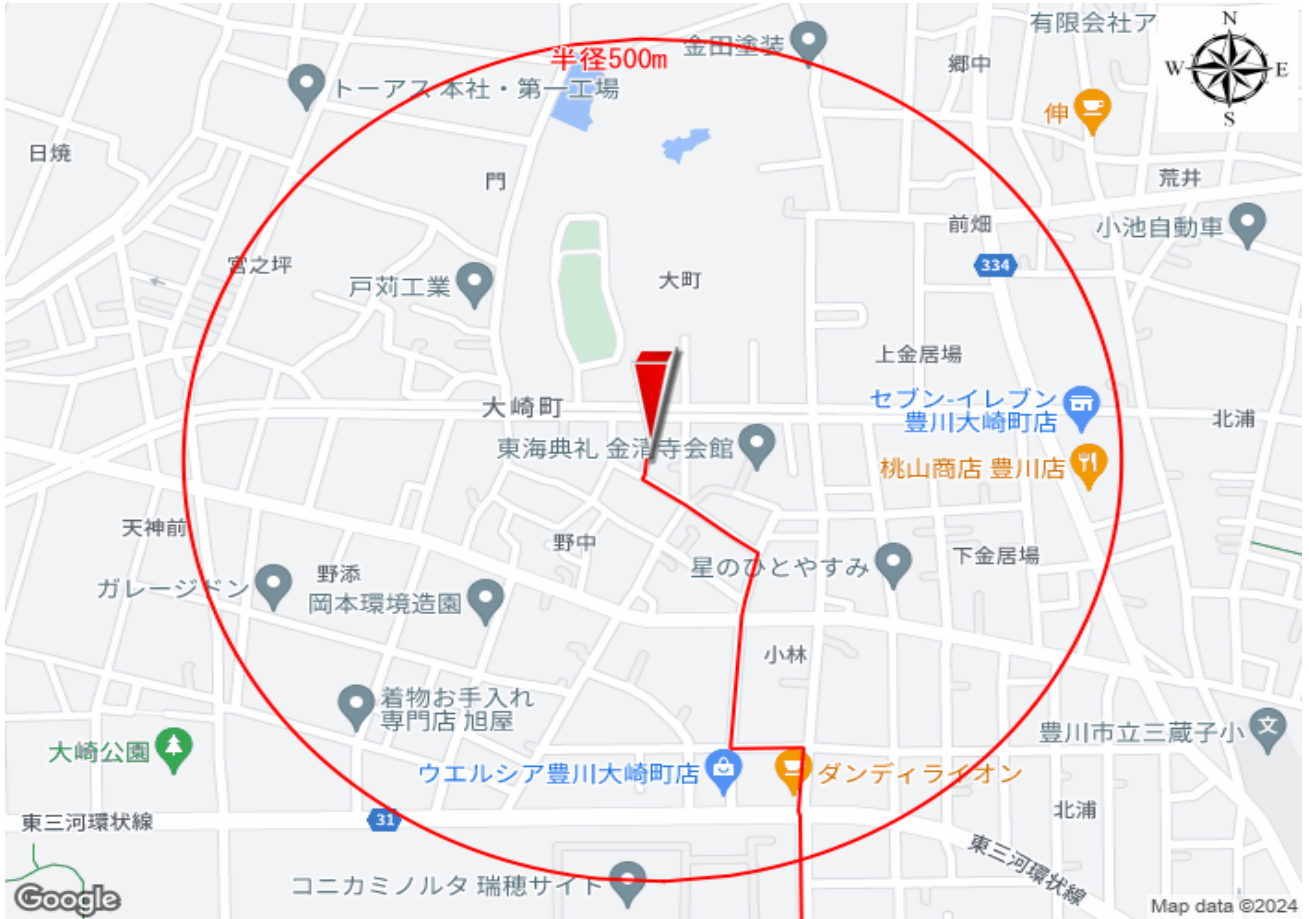 半径500m
金田塗装
有限会社ア
N
W
E
S
郷中
トーアス 本社・第一工場
伸
日焼
門
荒井
前畑
小池自動車
宮之坪
334
戸苅工業
大町
上金居場
セブン-イレブン
豊川大崎町店
大崎町
北浦
東海典礼 金清寺会館
桃山商店 豊川店
天神前
野中
下金居場
星のひとやすみ
野添
ガレージドン
岡本環境造園
小林
着物お手入れ
専門店 旭屋
豊川市立三蔵子小
大崎公園
文
ウエルシア豊川大崎町店
ダンディライオン
北浦
東三河環状線
31
東三河環状線
コニカミノルタ 瑞穂サイト
Google
Map data ©2024